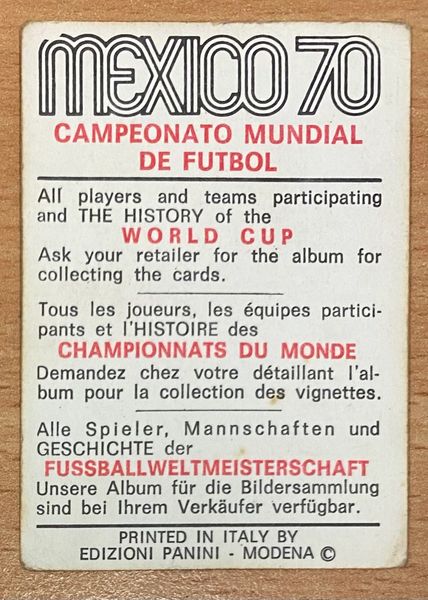 MEXICO 70
CAMPEONATO MUNDIAL
DE FUTBOL
All players and teams participating
and THE HISTORY of the
WORLD CUP
Ask your retailer for the album for
collecting the cards.
Tous les joueurs, les équipes partici-
pants et l'HISTOIRE des
CHAMPIONNATS DU MONDE
Demandez chez votre détaillant l'al-
bum pour la collection des vignettes.
Alle Spieler, Mannschaften und
GESCHICHTE der
FUSSBALLWELTMEISTERSCHAFT
Unsere Album für die Bildersammlung
sind bei Ihrem Verkäufer verfügbar.
PRINTED IN ITALY BY
EDIZIONI PANINI - MODENA ©